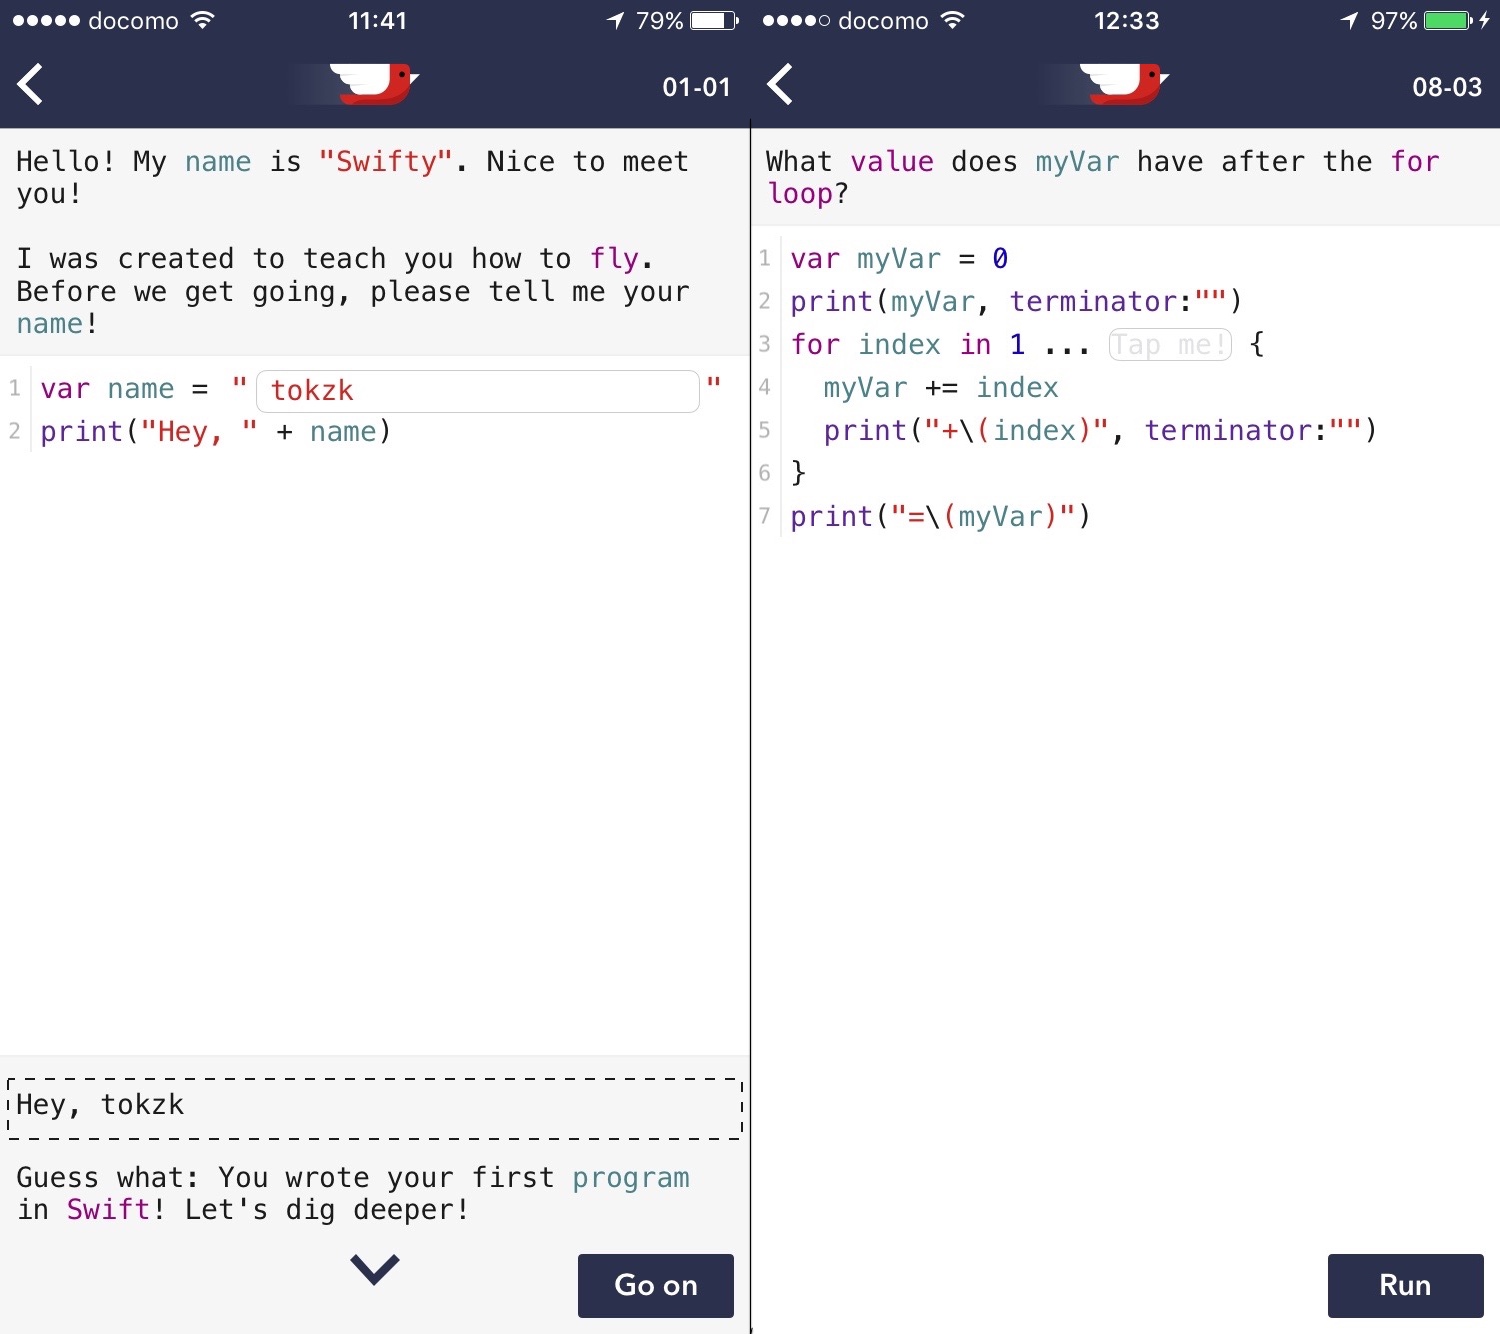 docomo 11:41 79%
01-01
Hello! My name is "Swifty". Nice to meet
you!
I was created to teach you how to fly.
Before we get going, please tell me your
name!
1 var name = " tokzk "
2 print("Hey, " + name)
Hey, tokzk
Guess what: You wrote your first program
in Swift! Let's dig deeper!
Go on
docomo 12:33 97%
08-03
What value does myVar have after the for
loop?
1 var myVar = 0
2 print(myVar, terminator:"")
3 for index in 1 ... Tap me! {
4 myVar += index
5 print("+\(index)", terminator:"")
6 }
7 print("=\(myVar)")
Run